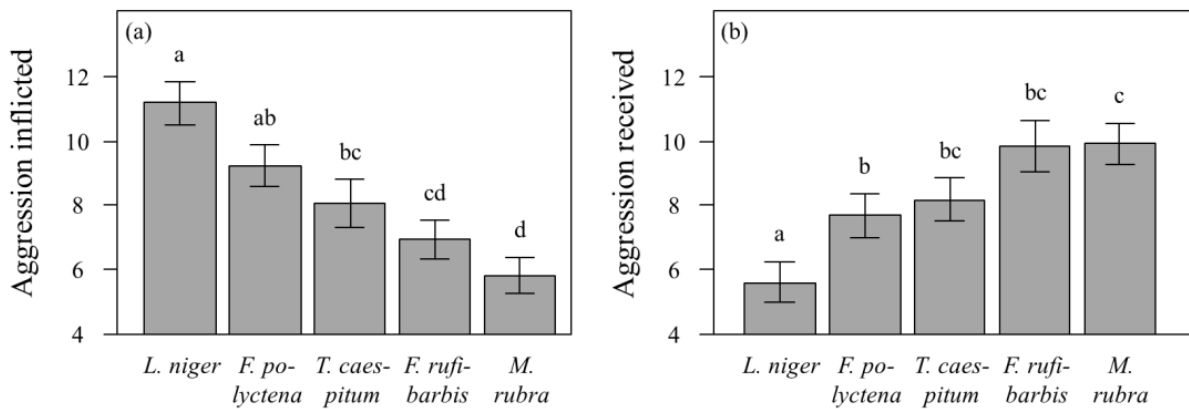 (a)
Aggression inflicted
12
10
8
6
4
a
ab
bc
cd
d
L. niger
F. po-
lyctena
T. caes-
pitum
F. rufi-
barbis
M.
rubra
(b)
Aggression received
12
10
8
6
4
a
b
bc
bc
c
L. niger
F. po-
lyctena
T. caes-
pitum
F. rufi-
barbis
M.
rubra